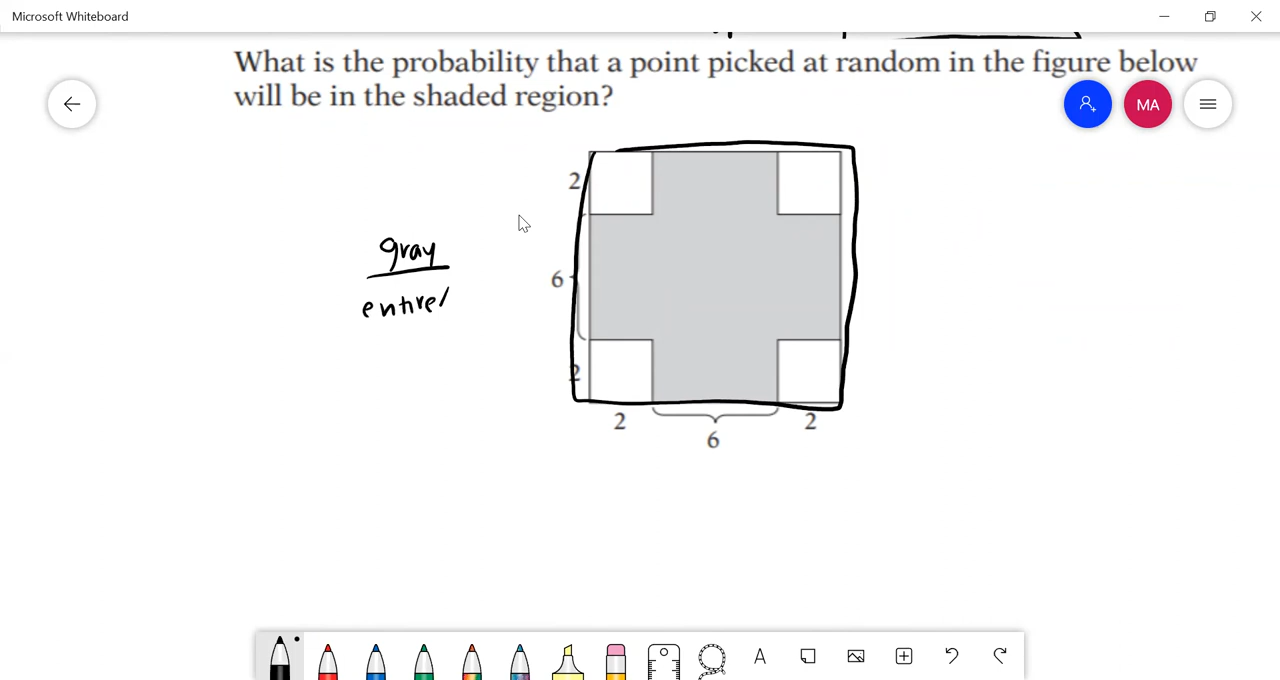 Microsoft Whiteboard
What is the probability that a point picked at random in the figure below
will be in the shaded region?
MA
2
gray
6
entire
2
2
6
2
A